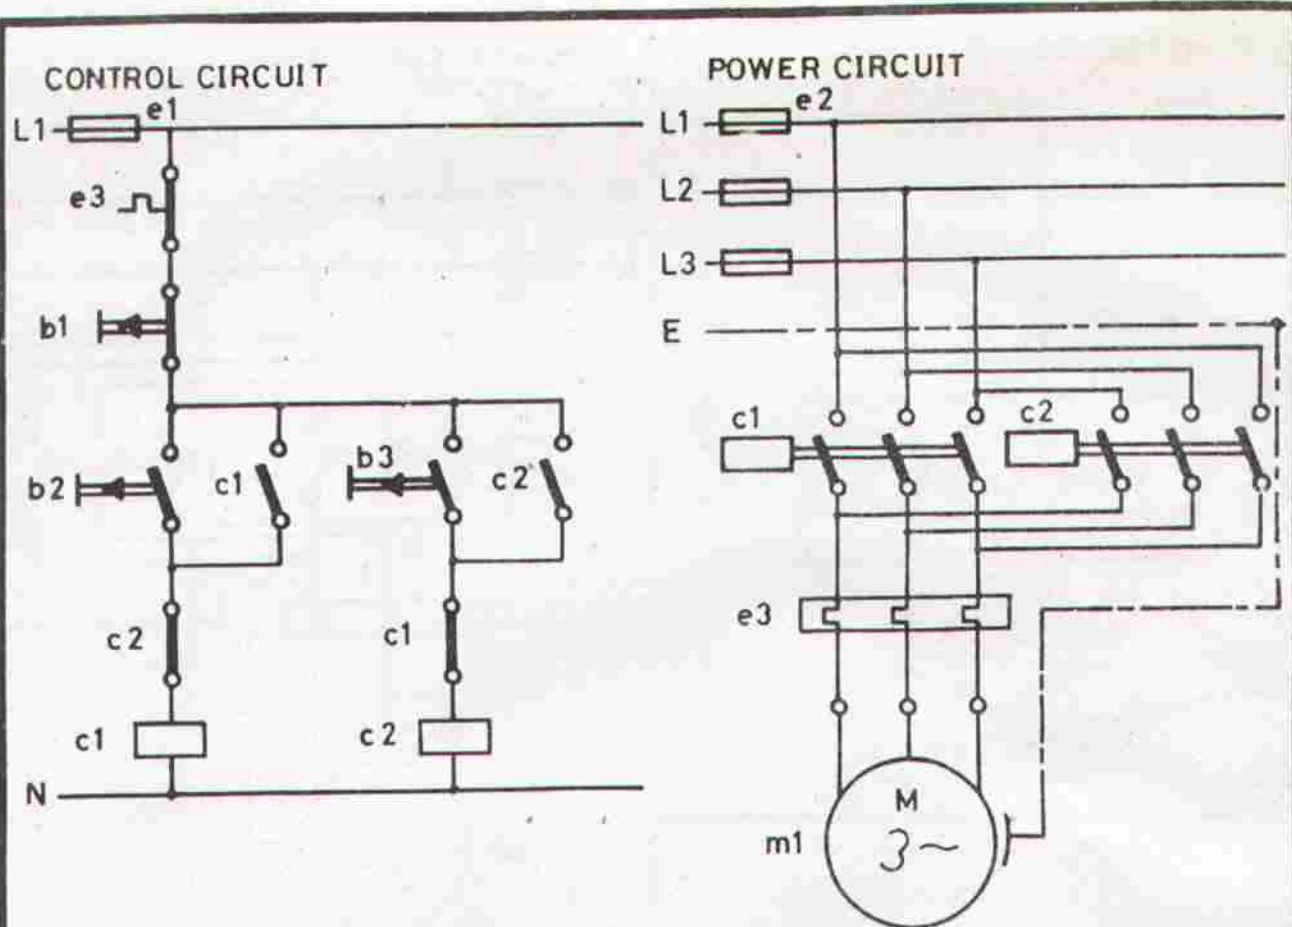 CONTROL CIRCUIT
L1
e1
e3
b1
b2
c1
b3
c2
c2
c1
c1
c2
N
POWER CIRCUIT
L1
e2
L2
L3
E
c1
c2
e3
M
3~
m1